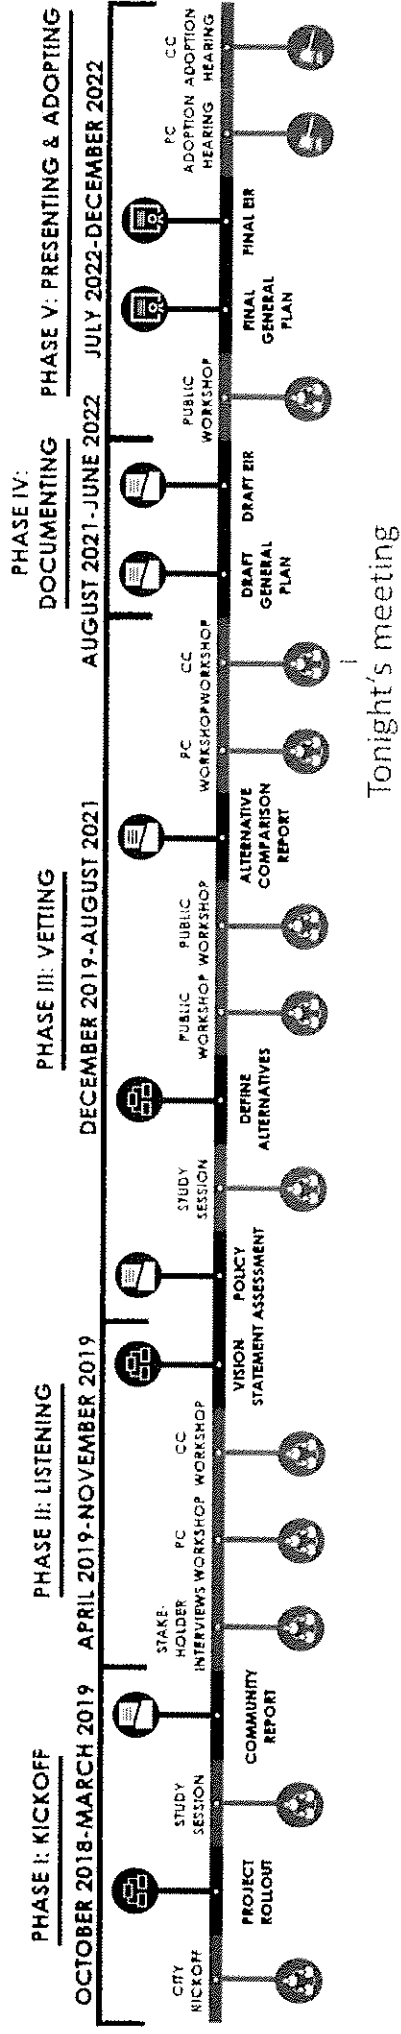 PHASE I: KICKOFF
OCTOBER 2018-MARCH 2019
CITY
KICKOFF
PROJECT
ROLLOUT
STUDY
SESSION
COMMUNITY
REPORT
PHASE II: LISTENING
APRIL 2019-NOVEMBER 2019
STAKE-
HOLDER
INTERVIEWS
PC
WORKSHOP
CC
WORKSHOP
VISION
STATEMENT
POLICY
ASSESSMENT
PHASE III: VETTING
DECEMBER 2019-AUGUST 2021
STUDY
SESSION
DEFINE
ALTERNATIVES
PUBLIC
WORKSHOP
PUBLIC
WORKSHOP
ALTERNATIVE
COMPARISON
REPORT
PC
WORKSHOP
CC
WORKSHOP
Tonight's meeting
PHASE IV:
DOCUMENTING
AUGUST 2021-JUNE 2022
DRAFT
GENERAL
PLAN
DRAFT EIR
PHASE V: PRESENTING & ADOPTING
JULY 2022-DECEMBER 2022
PUBLIC
WORKSHOP
FINAL
GENERAL
PLAN
FINAL EIR
PC
ADOPTION
HEARING
CC
ADOPTION
HEARING